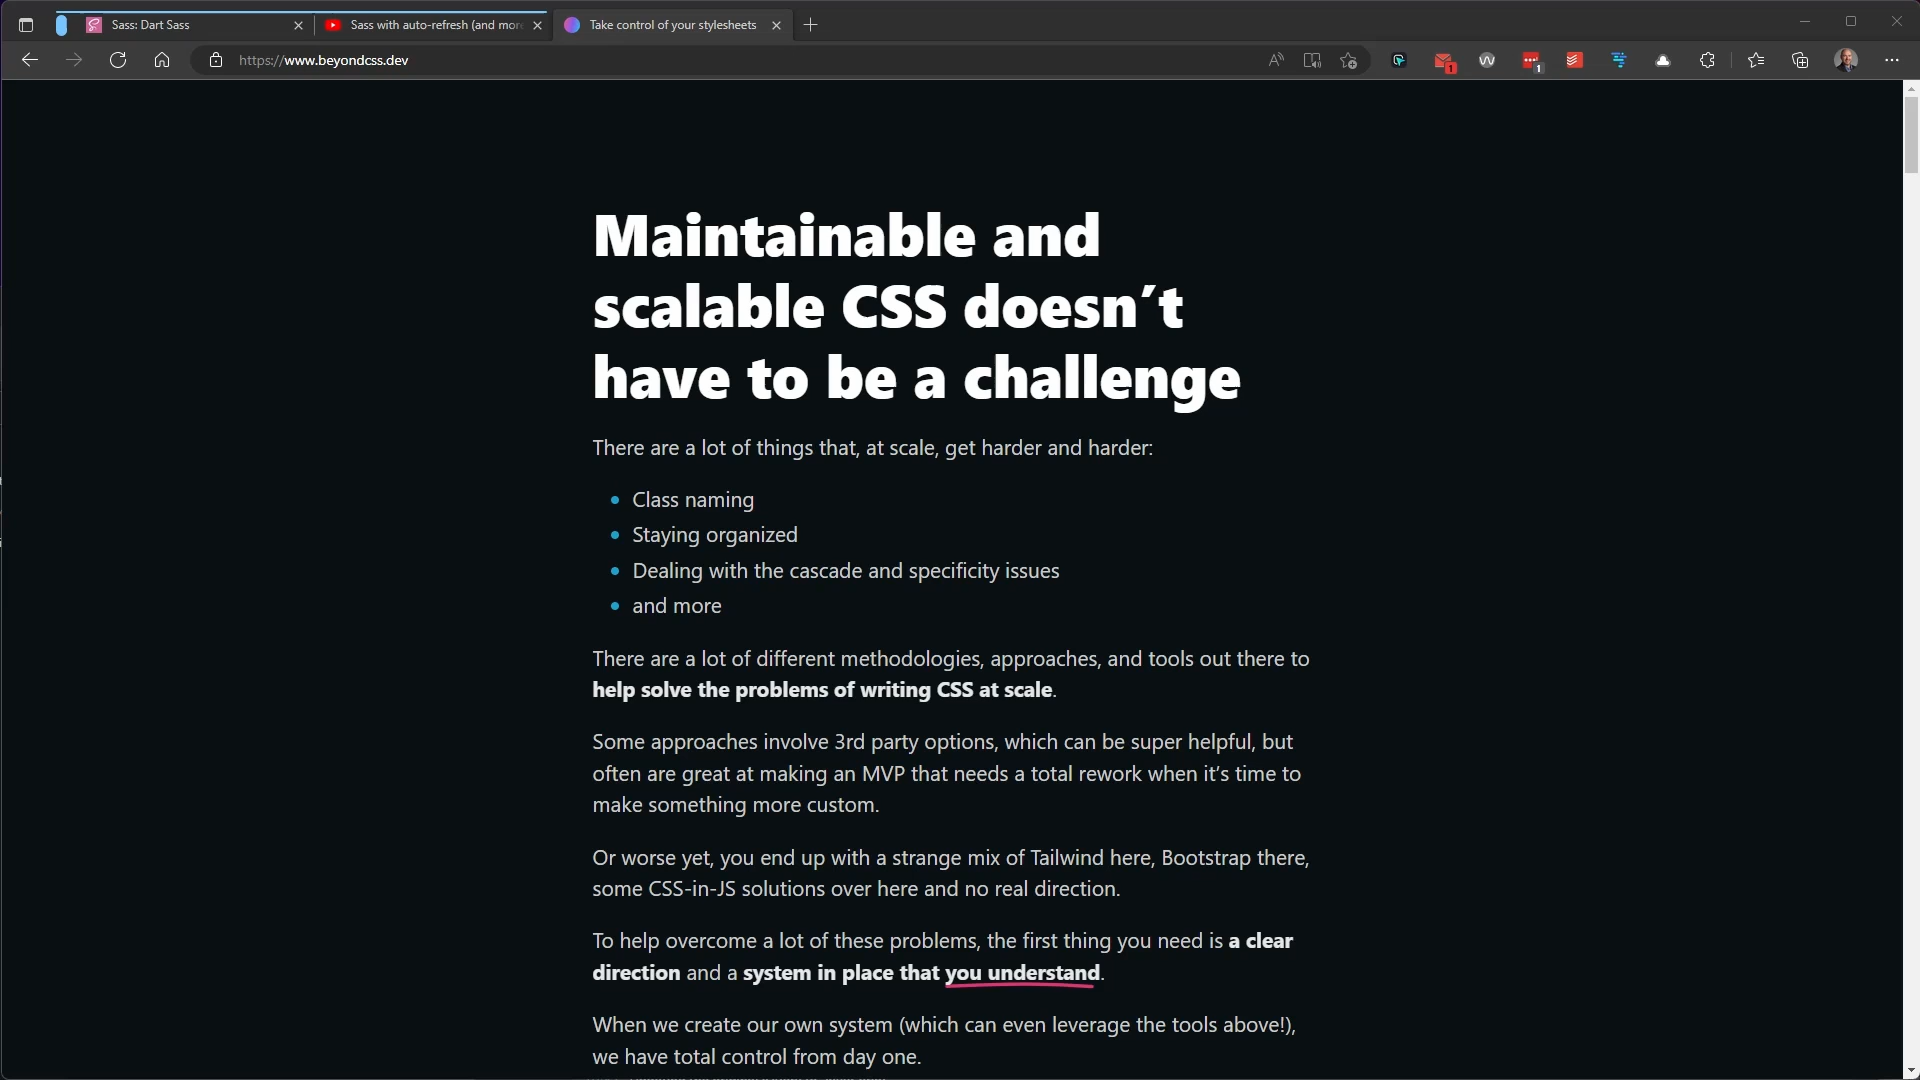 Sass: Dart Sass
Sass with auto-refresh (and more
Take control of your stylesheets
https://www.beyondcss.dev
1
1
Maintainable and
scalable CSS doesn’t
have to be a challenge
There are a lot of things that, at scale, get harder and harder:
Class naming
Staying organized
Dealing with the cascade and specificity issues
and more
There are a lot of different methodologies, approaches, and tools out there to
help solve the problems of writing CSS at scale.
Some approaches involve 3rd party options, which can be super helpful, but
often are great at making an MVP that needs a total rework when it’s time to
make something more custom.
Or worse yet, you end up with a strange mix of Tailwind here, Bootstrap there,
some CSS-in-JS solutions over here and no real direction.
To help overcome a lot of these problems, the first thing you need is a clear
direction and a system in place that you understand.
When we create our own system (which can even leverage the tools above!),
we have total control from day one.